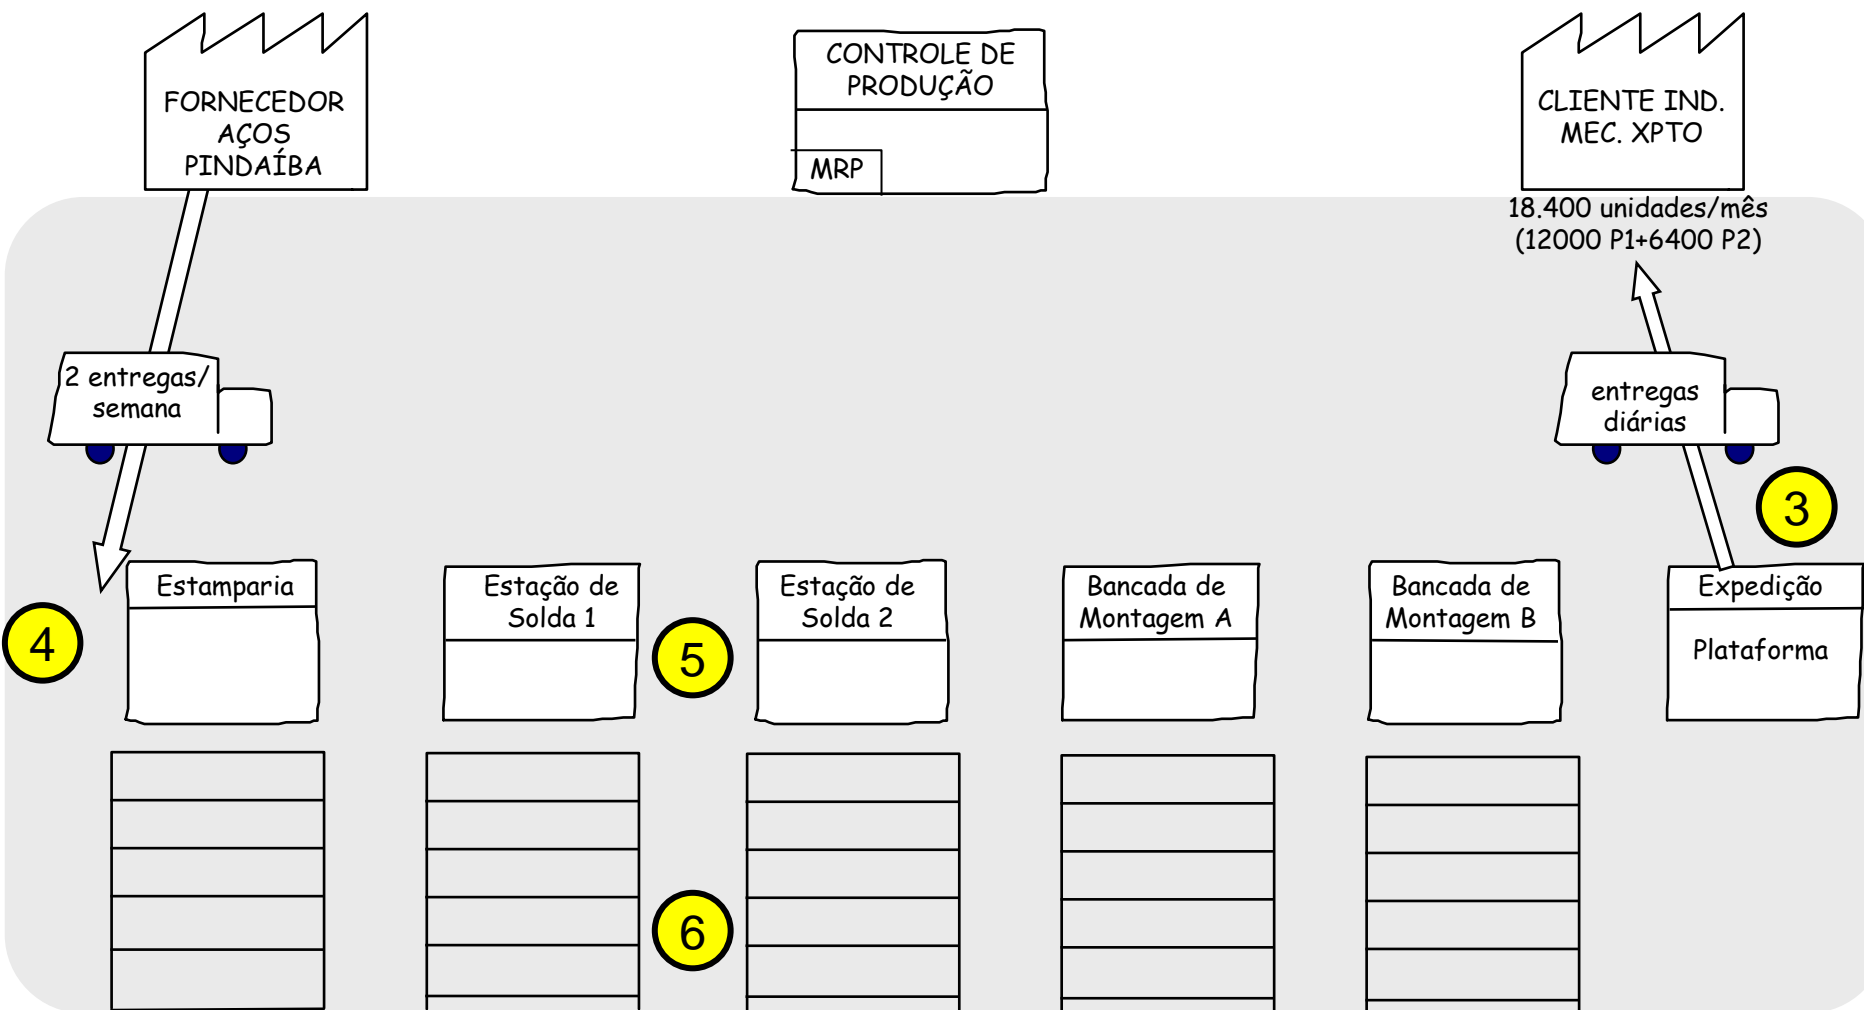 FORNECEDOR
AÇOS
PINDAÍBA
CONTROLE DE
PRODUÇÃO
MRP
CLIENTE IND.
MEC. XPTO
18.400 unidades/mês
(12000 P1+6400 P2)
2 entregas/
semana
entregas
diárias
3
4
Estamparia
Estação de
Solda 1
5
Estação de
Solda 2
Bancada de
Montagem A
Bancada de
Montagem B
Expedição
Plataforma
6